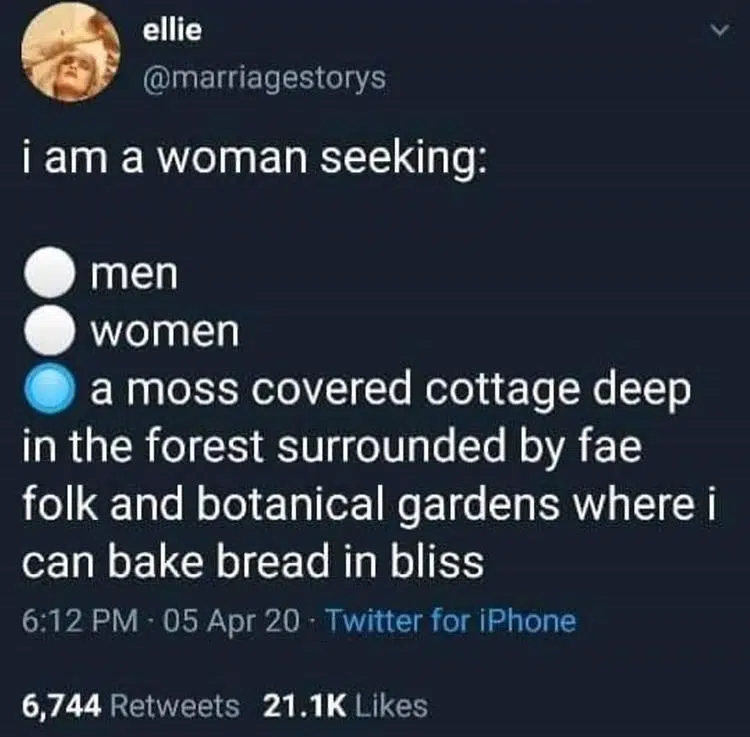 ellie
@marriagestorys
i am a woman seeking:
men
women
a moss covered cottage deep
in the forest surrounded by fae
folk and botanical gardens where i
can bake bread in bliss
6:12 PM · 05 Apr 20 · Twitter for iPhone
6,744 Retweets 21.1K Likes